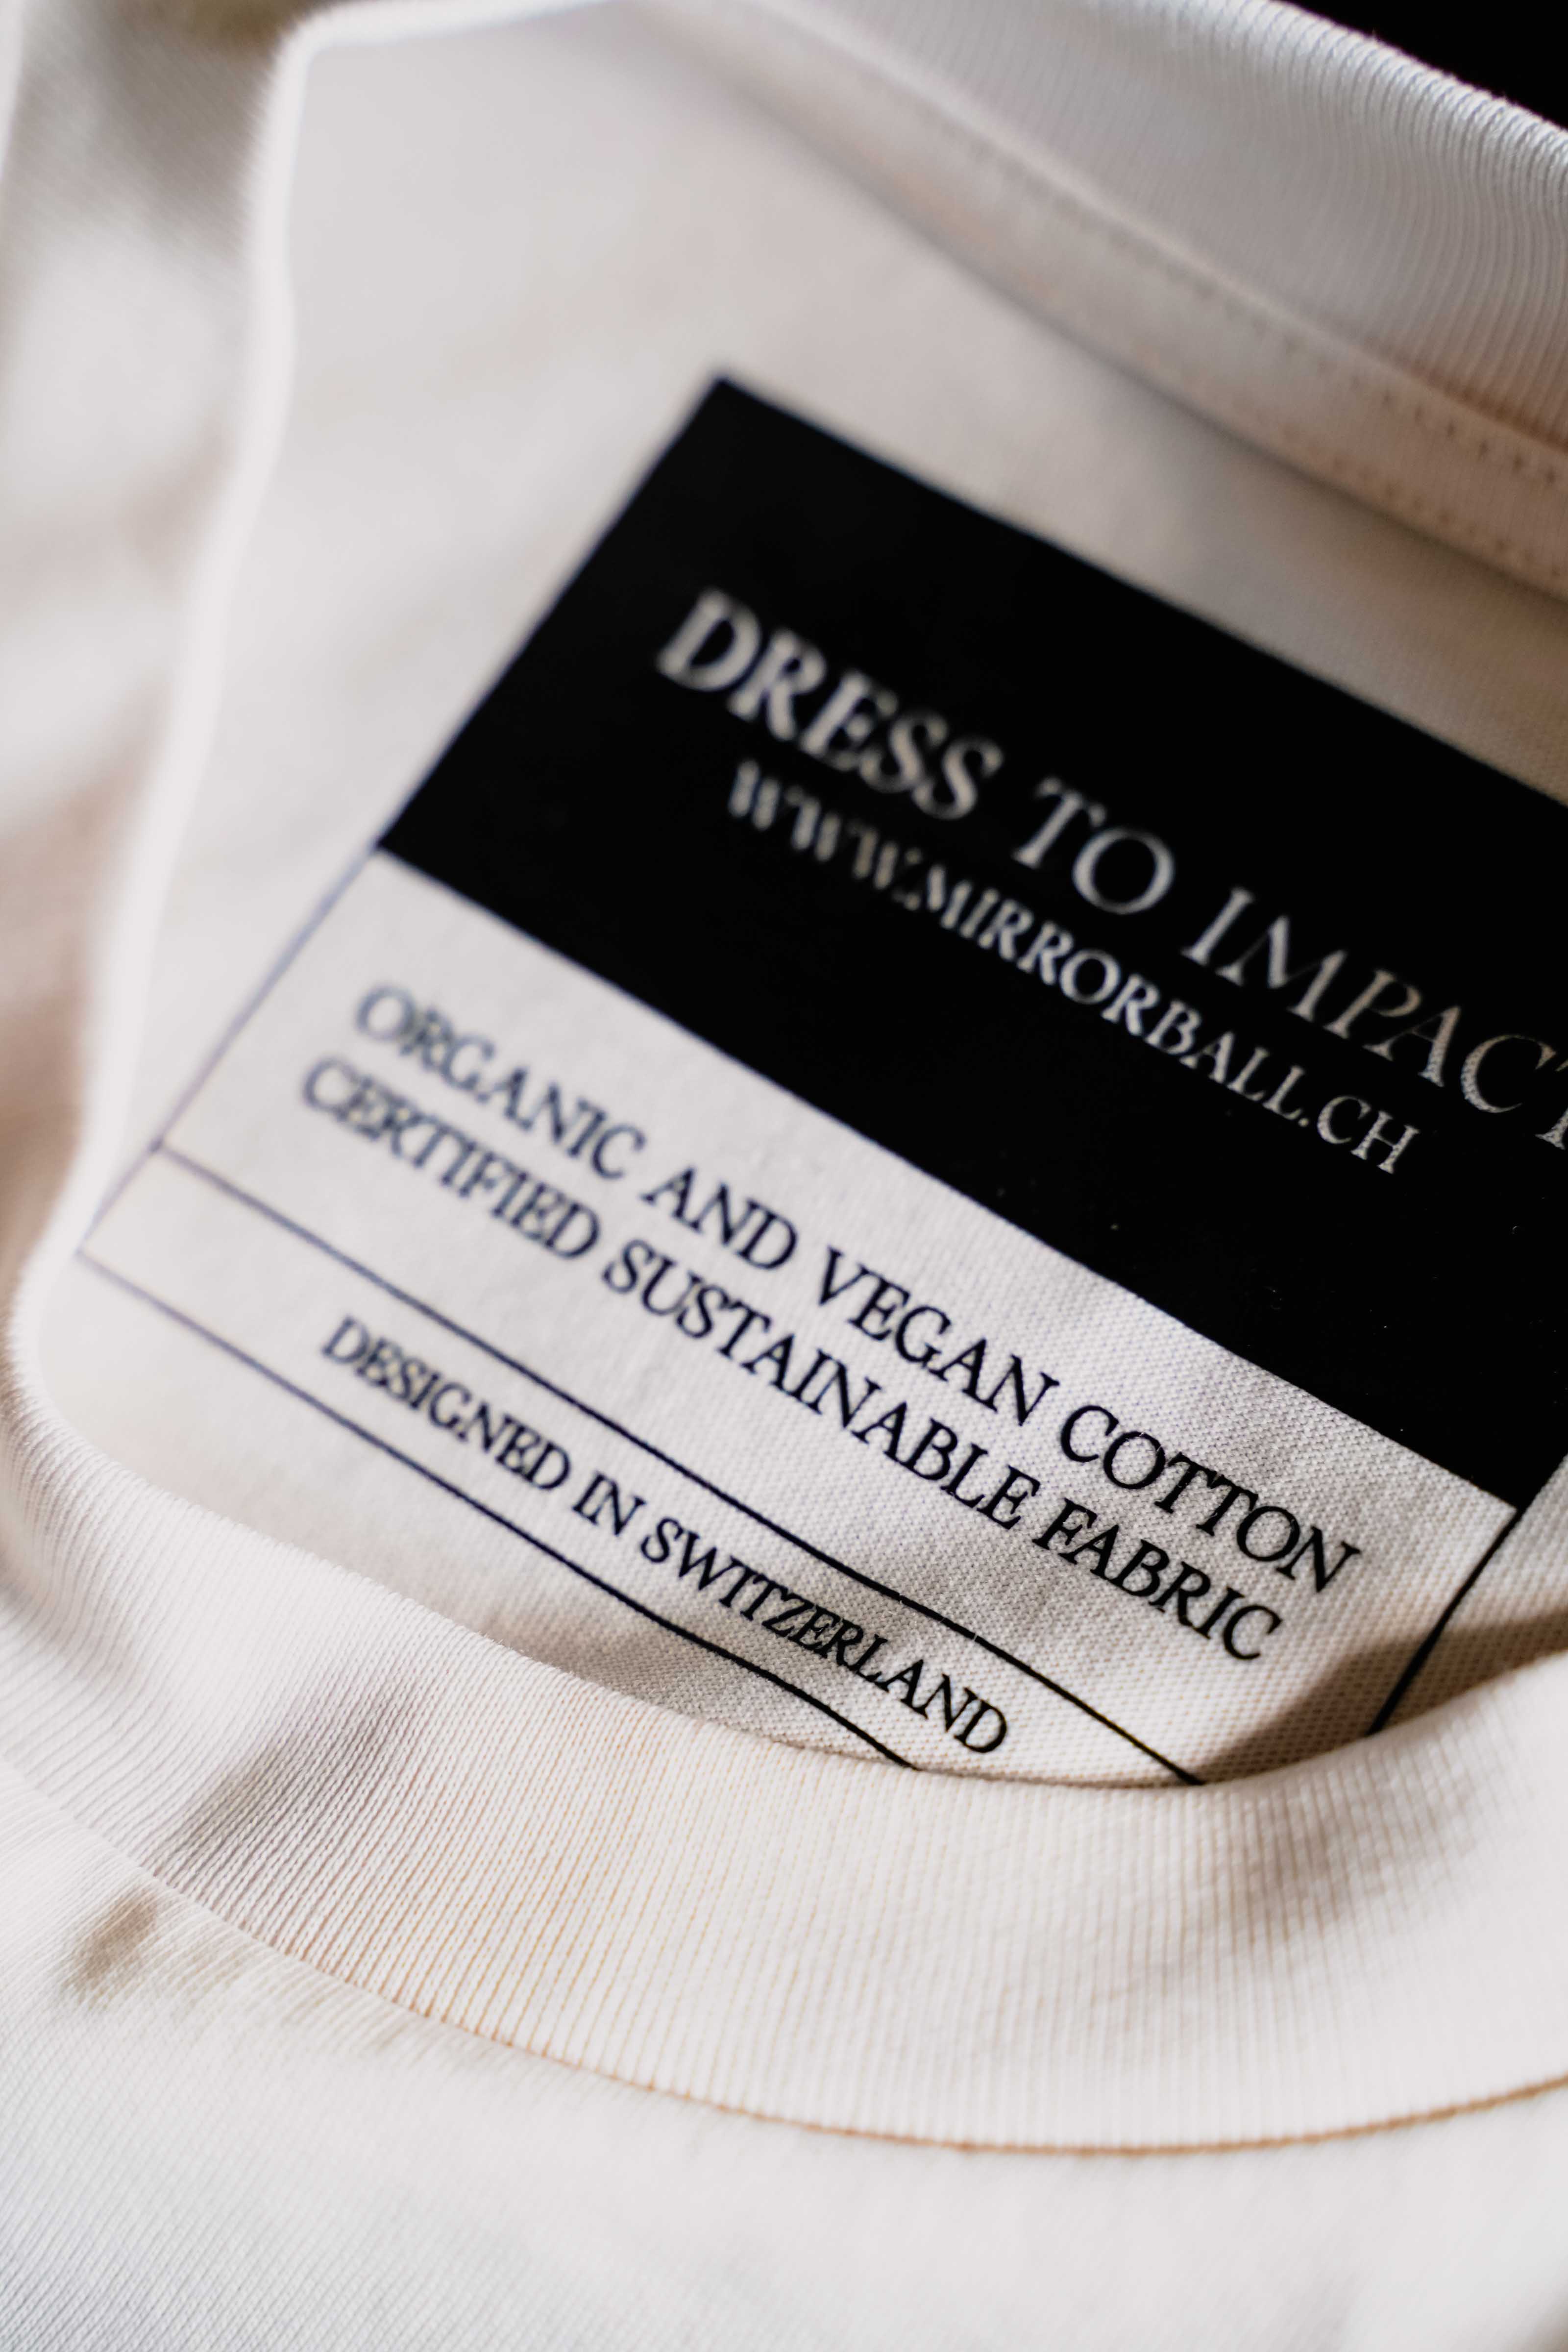 DRESS TO IMPACT
WWW.MIRRORBALL.CH
ORGANIC AND VEGAN COTTON
CERTIFIED SUSTAINABLE FABRIC
DESIGNED IN SWITZERLAND